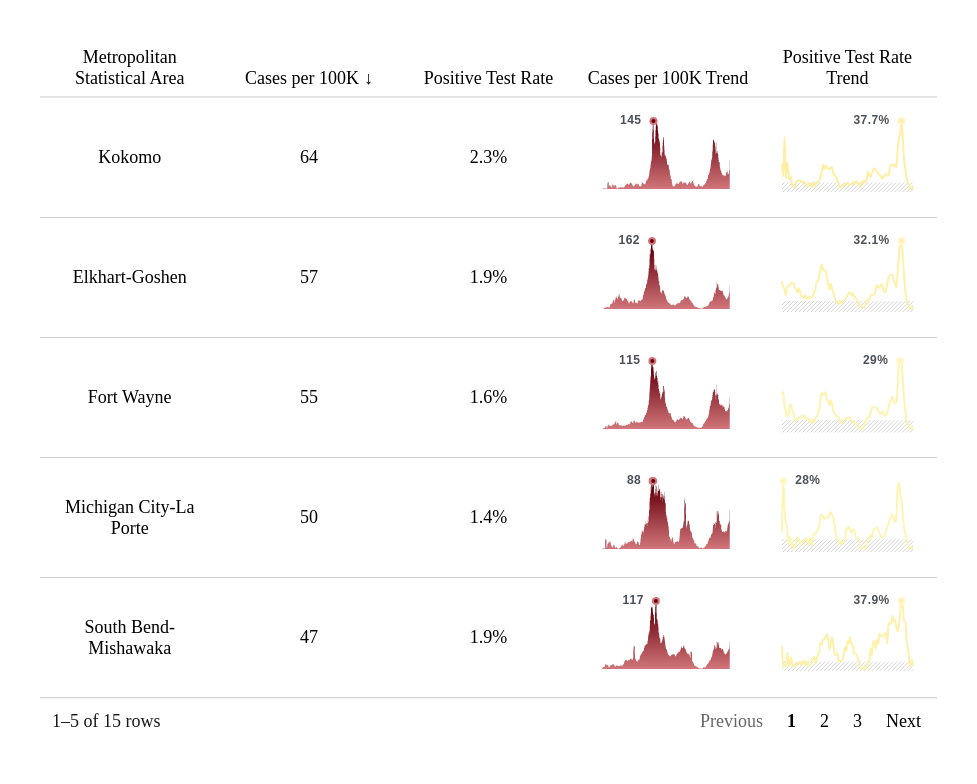 Metropolitan
Statistical Area
Cases per 100K ↓
Positive Test Rate
Cases per 100K Trend
Positive Test Rate
Trend
Kokomo
64
2.3%
145
37.7%
Elkhart-Goshen
57
1.9%
162
32.1%
Fort Wayne
55
1.6%
115
29%
Michigan City-La
Porte
50
1.4%
88
28%
South Bend-
Mishawaka
47
1.9%
117
37.9%
1–5 of 15 rows
Previous 1 2 3 Next